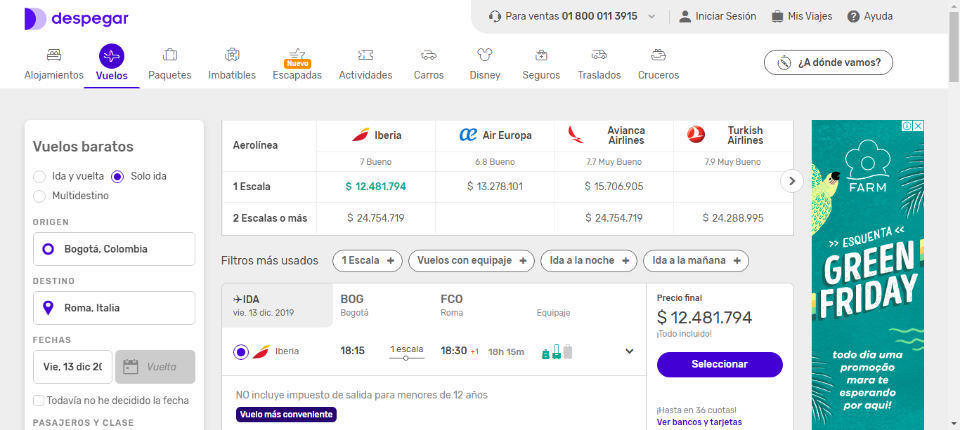 despegar
Para ventas 01 800 011 3915
Iniciar Sesión
Mis Viajes
Ayuda
Alojamientos
Vuelos
Paquetes
Imbatibles
Nuevo
Escapadas
Actividades
Carros
Disney
Seguros
Traslados
Cruceros
¿A dónde vamos?
Vuelos baratos
Ida y vuelta
Solo ida
Multidestino
ORIGEN
Bogotá, Colombia
DESTINO
Roma, Italia
FECHAS
Vie, 13 dic 20
Vuelta
Todavía no he decidido la fecha
PASAJEROS Y CLASE
Aerolínea
Iberia
Air Europa
Avianca
Airlines
Turkish
Airlines
7 Bueno
6.8 Bueno
7.7 Muy Bueno
7.9 Muy Bueno
1 Escala
$ 12.481.794
$ 13.278.101
$ 15.706.905
2 Escalas o más
$ 24.754.719
$ 24.754.719
$ 24.288.995
Filtros más usados
1 Escala +
Vuelos con equipaje +
Ida a la noche +
Ida a la mañana +
IDA
vie. 13 dic. 2019
BOG
Bogotá
FCO
Roma
Equipaje
Iberia
18:15
1 escala
18:30 +1
18h 15m
NO incluye impuesto de salida para menores de 12 años
Vuelo más conveniente
Precio final
$ 12.481.794
¡Todo incluido!
Seleccionar
¡Hasta en 36 cuotas!
Ver bancos y tarjetas
FARM
>> ESQUENTA <<
GREEN
FRIDAY
todo dia uma
promoção
mara te
esperando
por aqui!